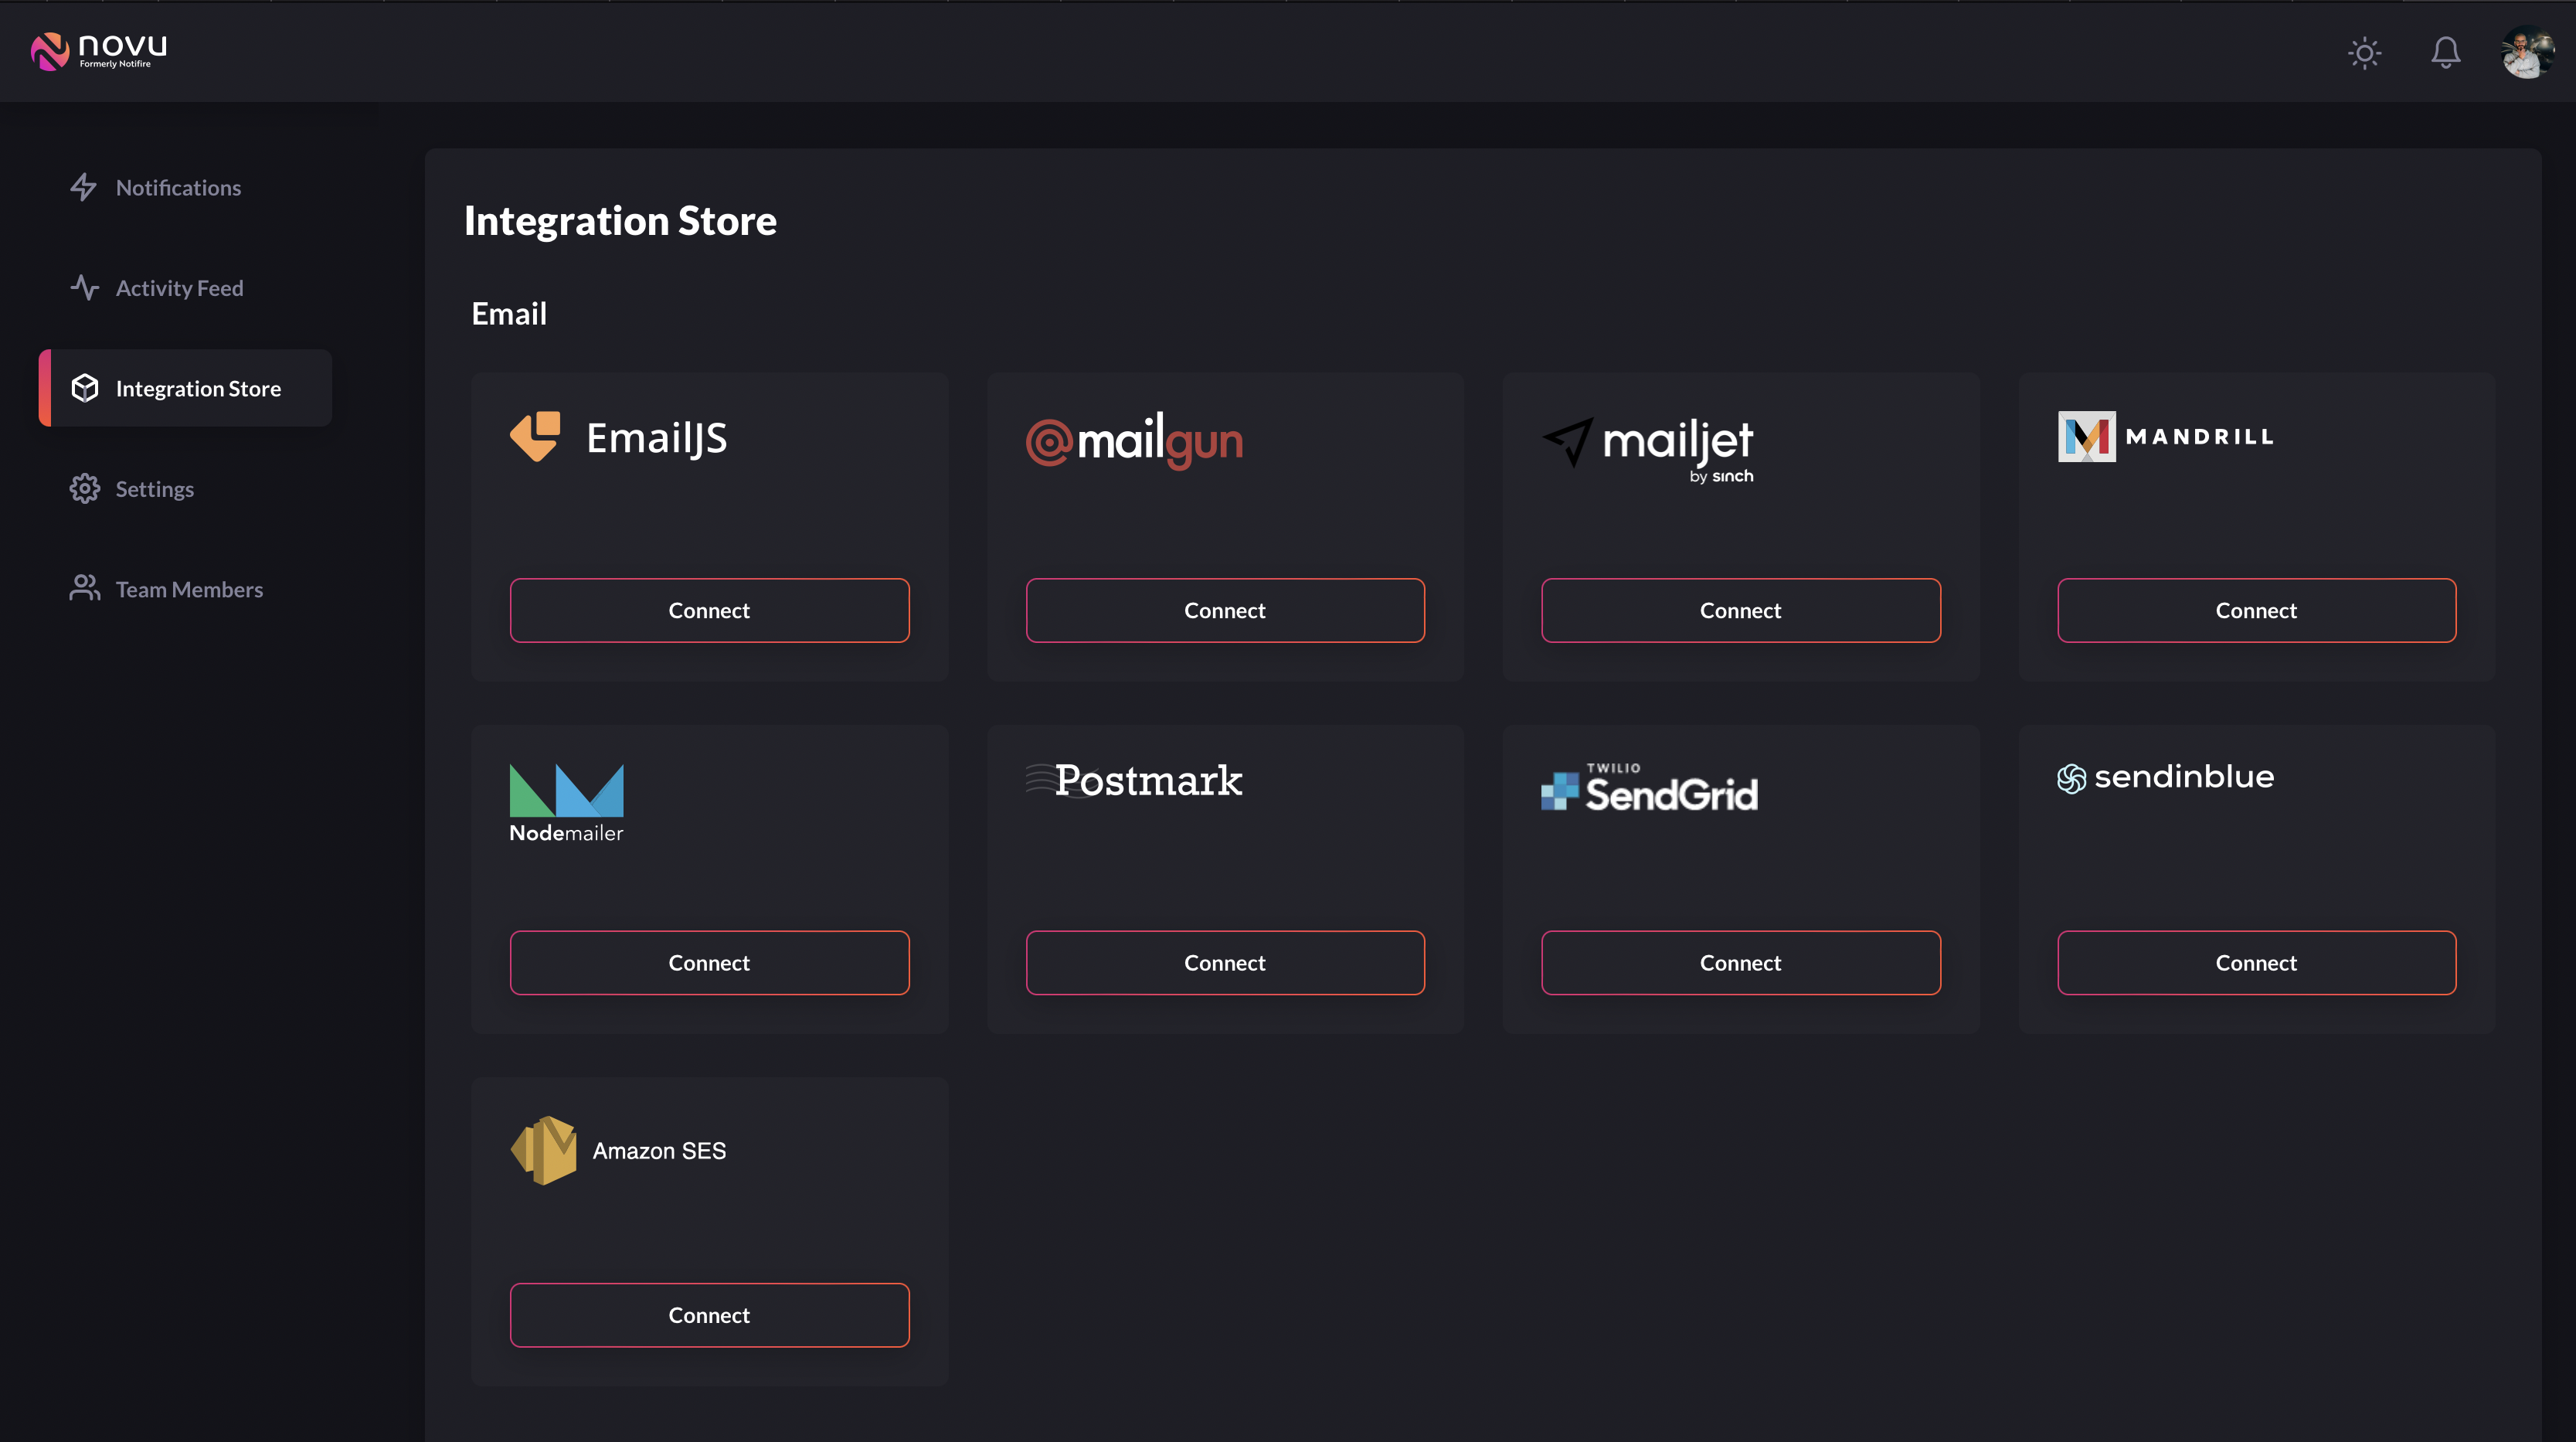 novu
Formerly Notifire
Notifications
Activity Feed
Integration Store
Settings
Team Members
Integration Store
Email
EmailJS
@mailgun
mailjet
by sinch
MANDRILL
Connect
Connect
Connect
Connect
Nodemailer
Postmark
TWILIO
SendGrid
sendinblue
Connect
Connect
Connect
Connect
Amazon SES
Connect